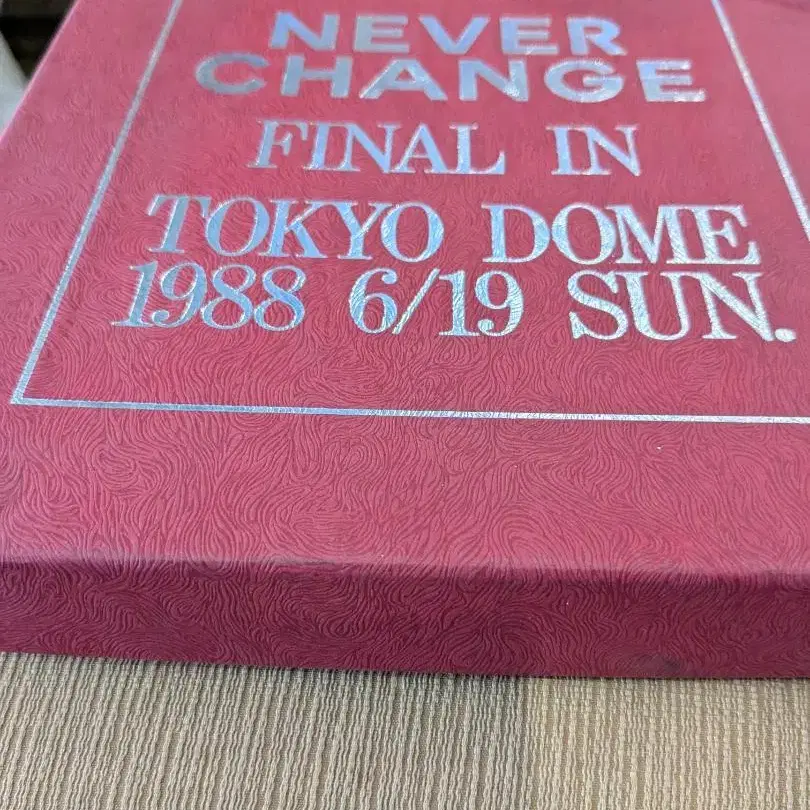 NEVER
CHANGE
FINAL IN
TOKYO DOME
1988 6/19 SUN.